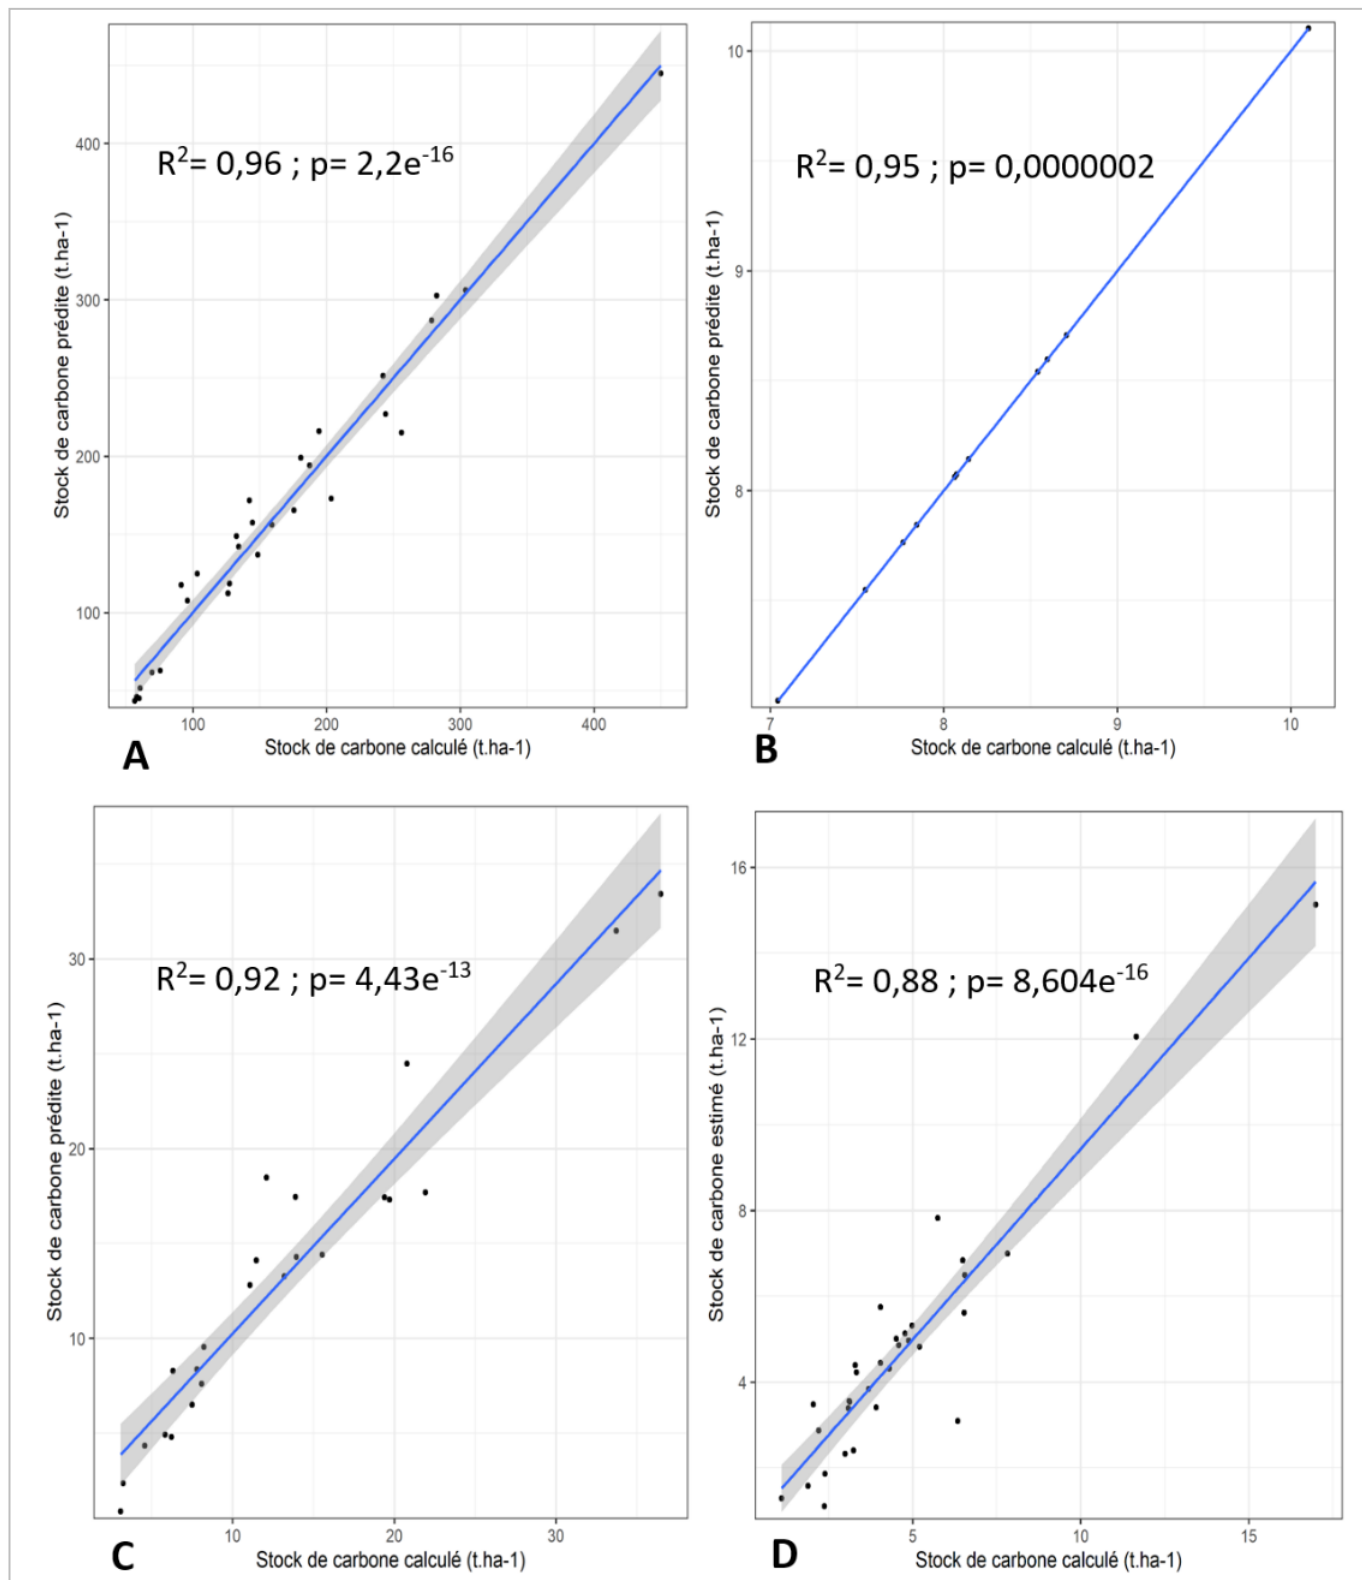 R²= 0,96 ; p= 2,2e⁻¹⁶
Stock de carbone prédite (t.ha-1)
400
300
200
100
100 200 300 400
Stock de carbone calculé (t.ha-1)
A
R²= 0,95 ; p= 0,0000002
Stock de carbone prédite (t.ha-1)
10
9
8
7 8 9 10
Stock de carbone calculé (t.ha-1)
B
R²= 0,92 ; p= 4,43e⁻¹³
Stock de carbone prédite (t.ha-1)
30
20
10
10 20 30
Stock de carbone calculé (t.ha-1)
C
R²= 0,88 ; p= 8,604e⁻¹⁶
Stock de carbone estimé (t.ha-1)
16
12
8
4
5 10 15
Stock de carbone calculé (t.ha-1)
D